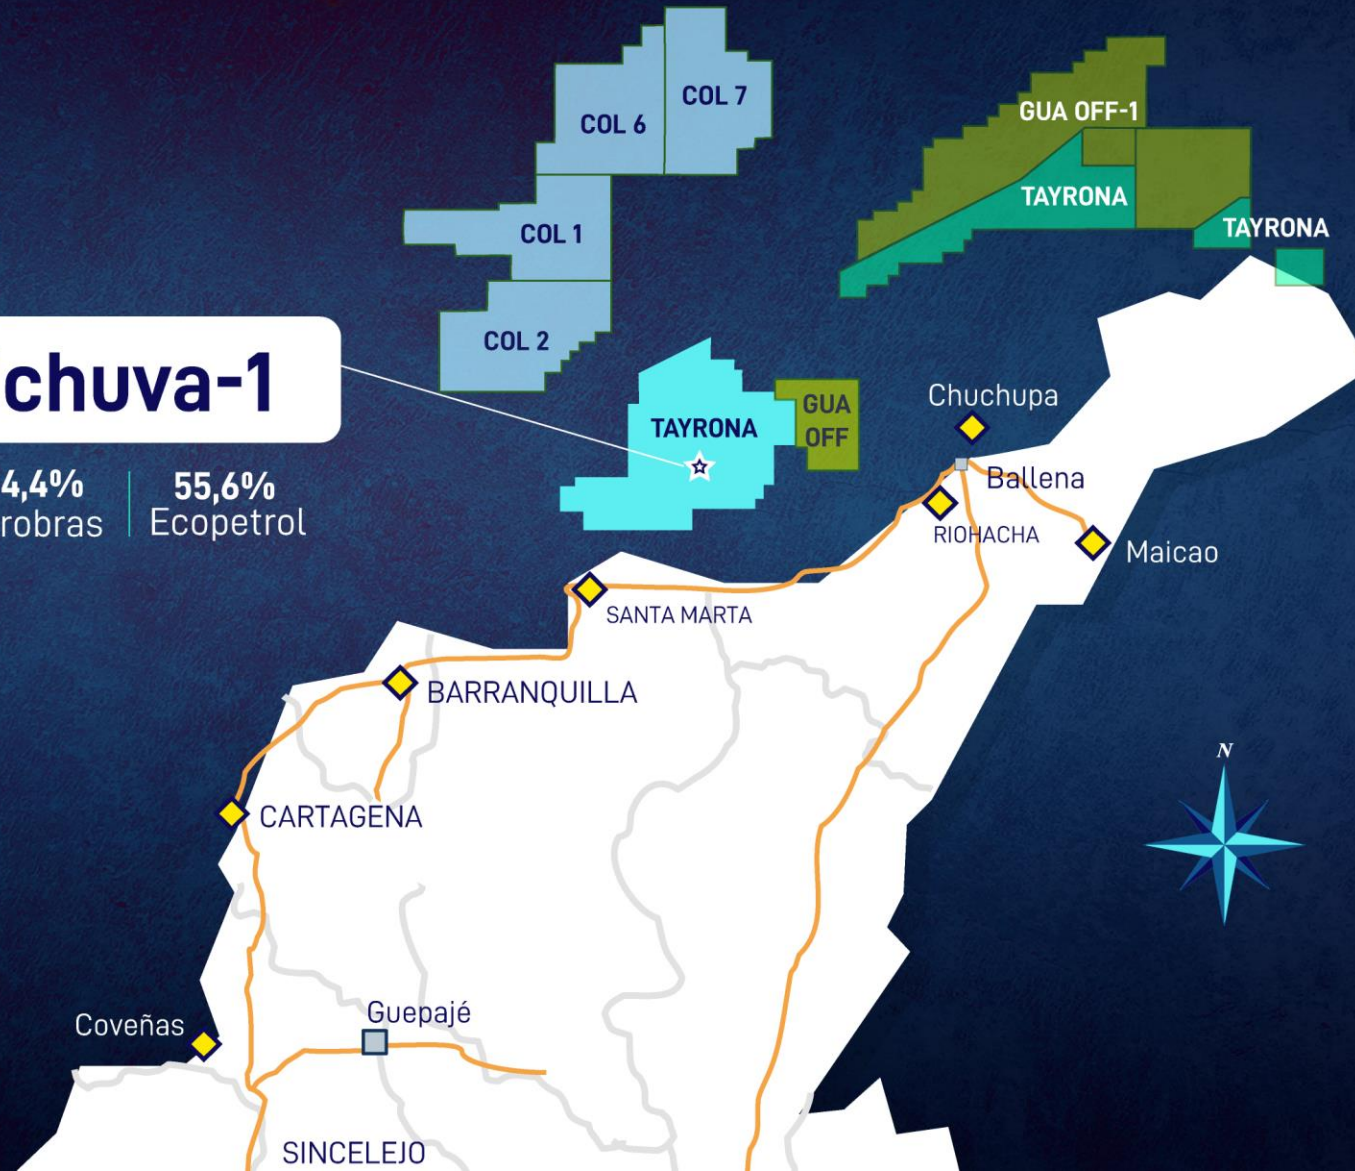 COL 7
COL 6
GUA OFF-1
TAYRONA
COL 1
TAYRONA
COL 2
chuva-1
Chuchupa
GUA
OFF
TAYRONA
4,4%
55,6%
robras
Ecopetrol
Ballena
RIOHACHA
Maicao
SANTA MARTA
BARRANQUILLA
N
CARTAGENA
Guepajé
Coveñas
SINCELEJO